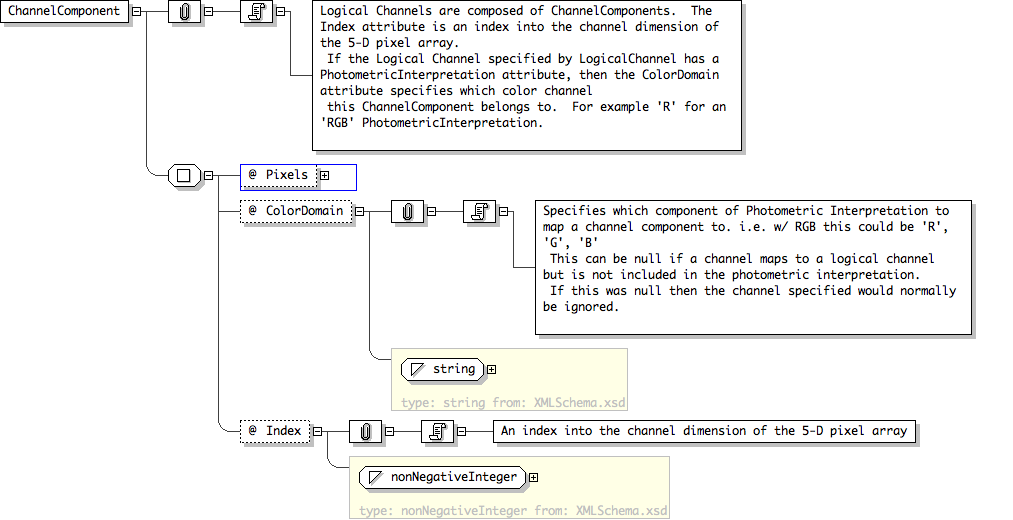 ChannelComponent
Logical Channels are composed of ChannelComponents.  The
Index attribute is an index into the channel dimension of
the 5-D pixel array.
If the Logical Channel specified by LogicalChannel has a
PhotometricInterpretation attribute, then the ColorDomain
attribute specifies which color channel
this ChannelComponent belongs to.  For example 'R' for an
'RGB' PhotometricInterpretation.
@ Pixels
@ ColorDomain
Specifies which component of Photometric Interpretation to
map a channel component to. i.e. w/ RGB this could be 'R',
'G', 'B'
This can be null if a channel maps to a logical channel
but is not included in the photometric interpretation.
If this was null then the channel specified would normally
be ignored.
string
type: string from: XMLSchema.xsd
@ Index
An index into the channel dimension of the 5-D pixel array
nonNegativeInteger
type: nonNegativeInteger from: XMLSchema.xsd